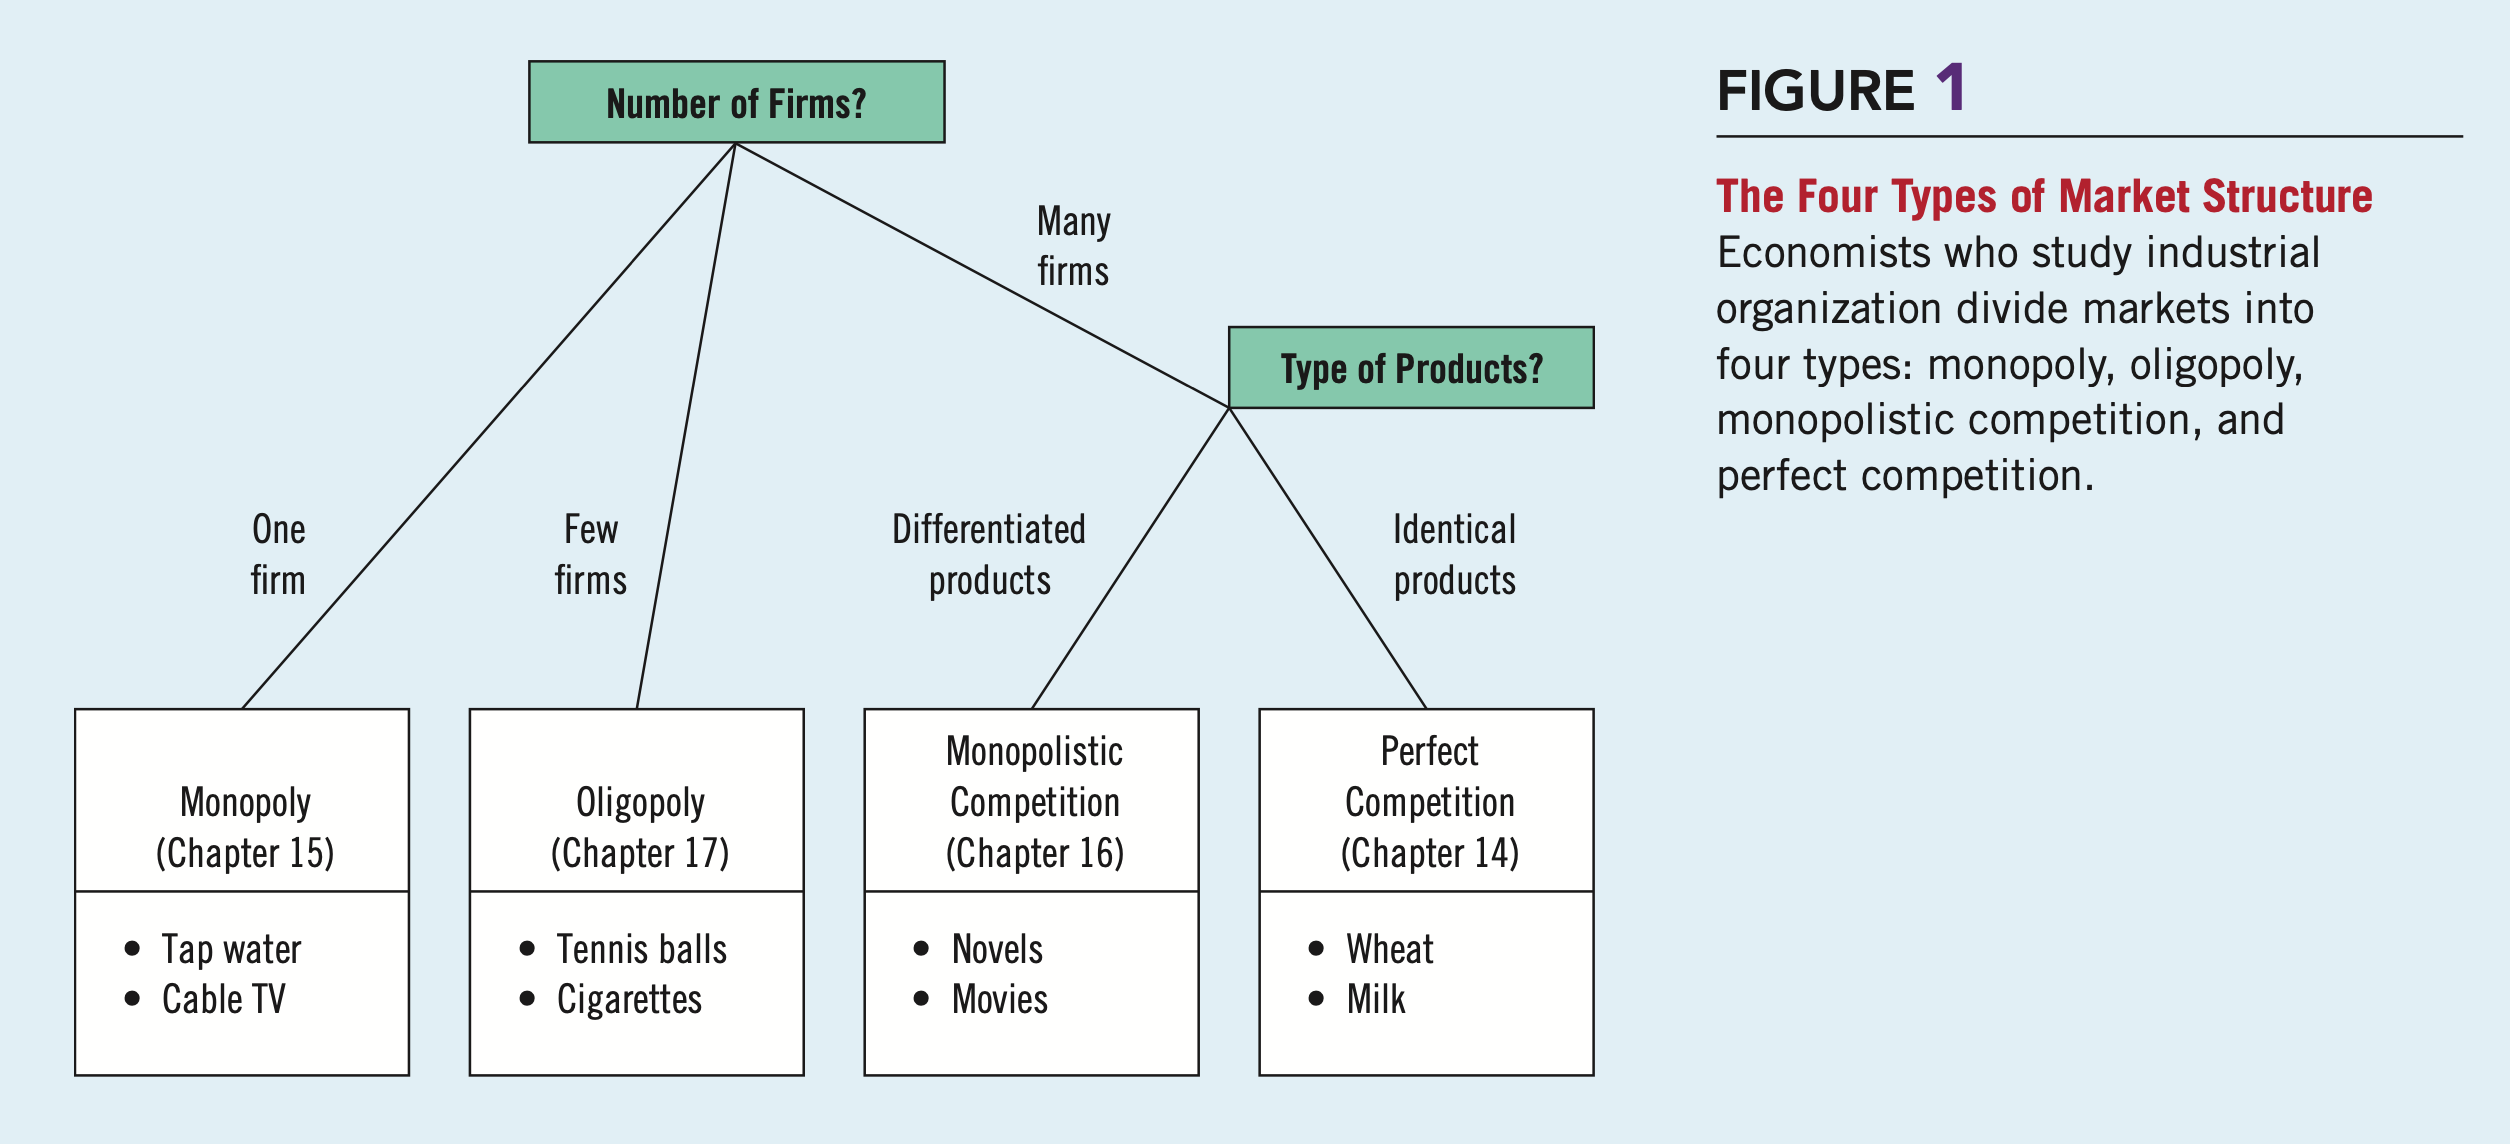 Number of Firms?
Many
firms
Type of Products?
One
firm
Few
firms
Differentiated
products
Identical
products
Monopoly
(Chapter 15)
• Tap water
• Cable TV
Oligopoly
(Chapter 17)
• Tennis balls
• Cigarettes
Monopolistic
Competition
(Chapter 16)
• Novels
• Movies
Perfect
Competition
(Chapter 14)
• Wheat
• Milk
FIGURE 1
The Four Types of Market Structure
Economists who study industrial
organization divide markets into
four types: monopoly, oligopoly,
monopolistic competition, and
perfect competition.